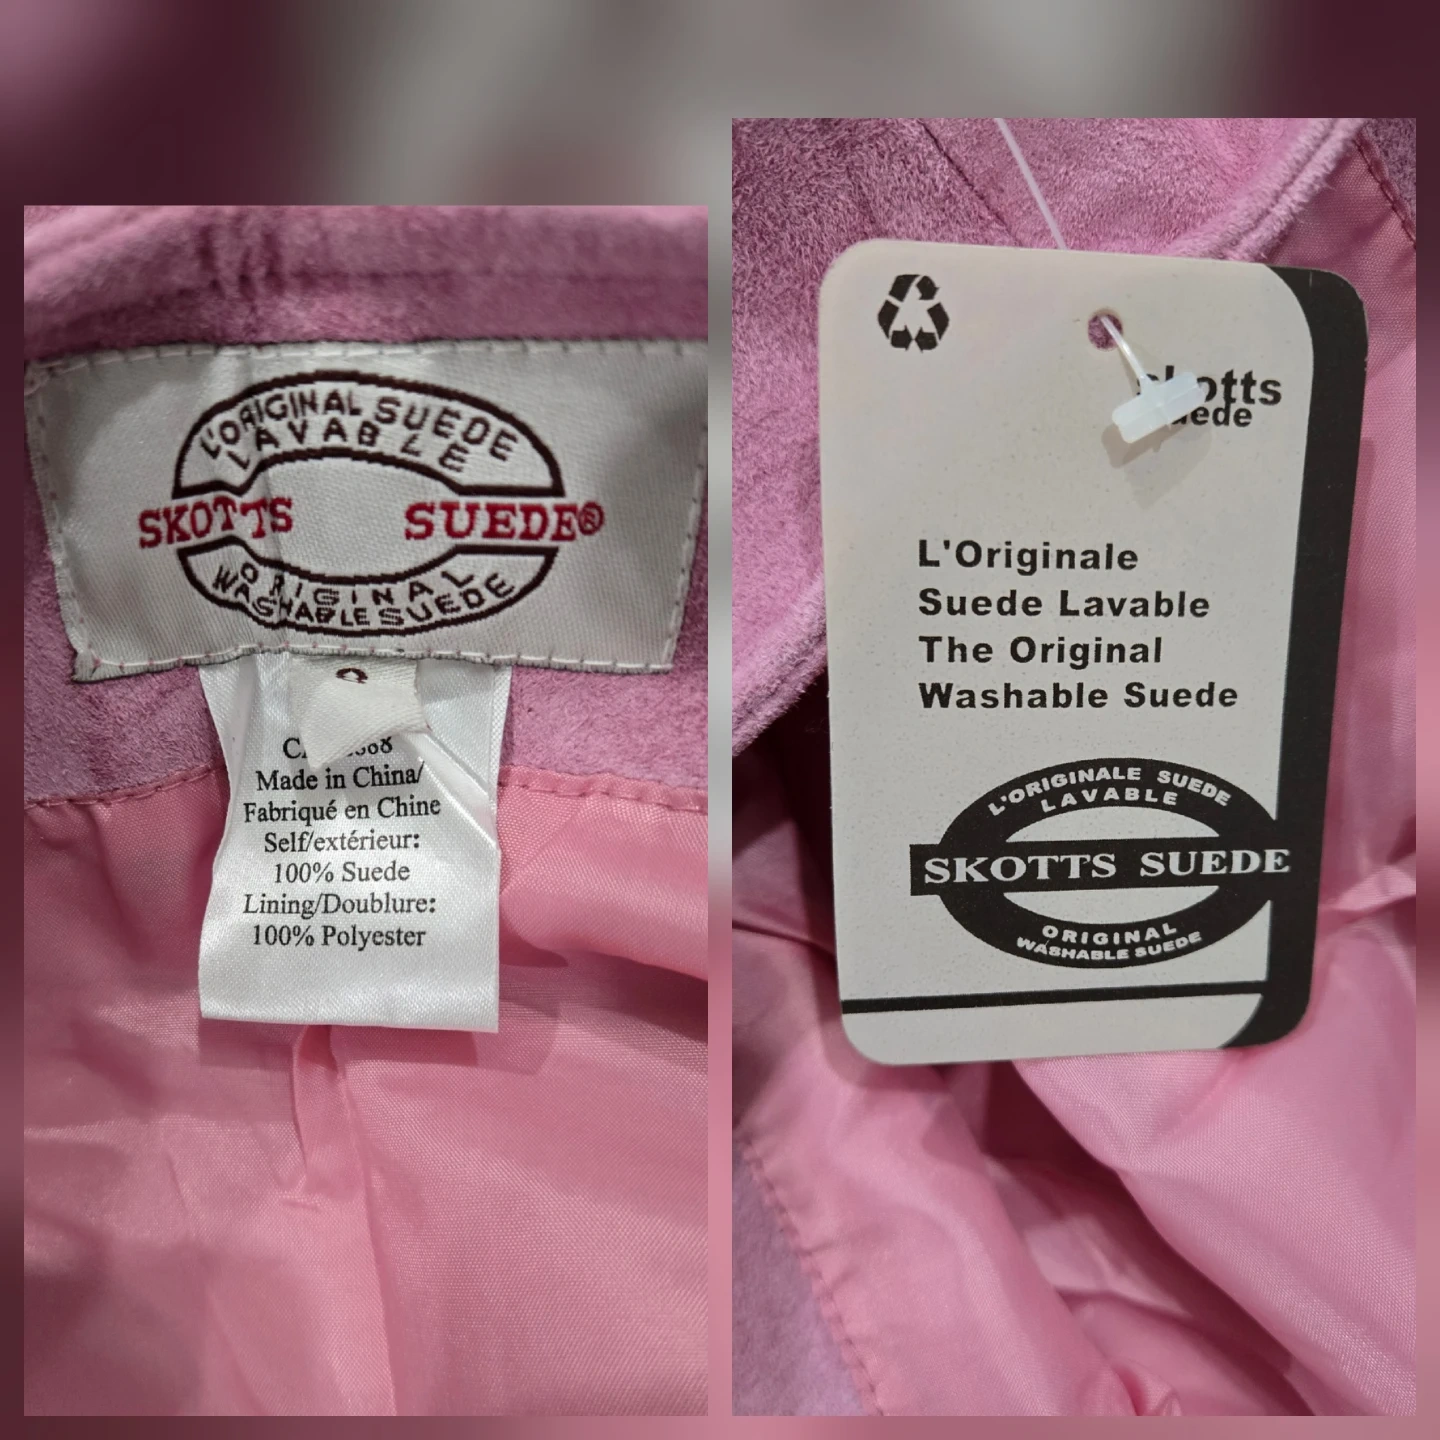 L'ORIGINAL SUEDE
LAVABLE
SKOTTS SUEDE®
ORIGINAL
WASHABLE SUEDE
Made in China/
Fabriqué en Chine
Self/extérieur:
100% Suede
Lining/Doublure:
100% Polyester
L'Originale
Suede Lavable
The Original
Washable Suede
L'ORIGINALE SUEDE
LAVABLE
SKOTTS SUEDE
ORIGINAL
WASHABLE SUEDE